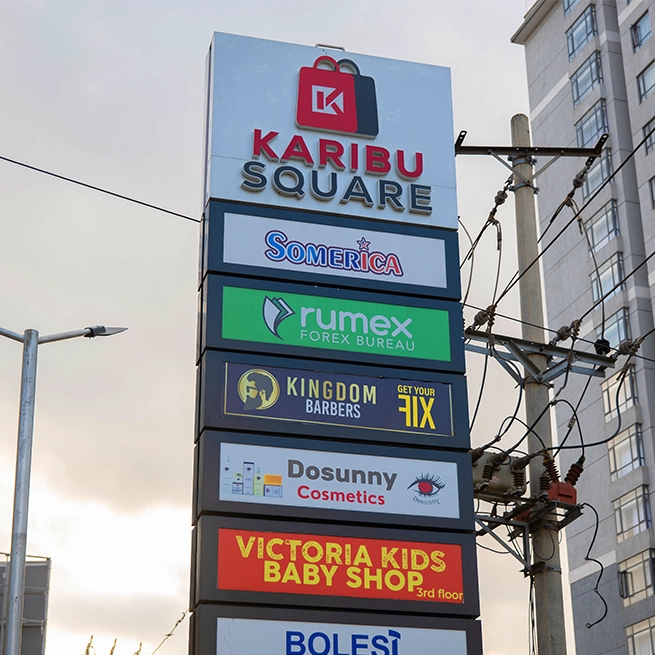 K
KARIBU
SQUARE
SOMERICA
rumex
FOREX BUREAU
KINGDOM
BARBERS
GET YOUR
FIX
Dosunny
Cosmetics
Dosunny
VICTORIA KIDS
BABY SHOP
3rd floor
BOLESI